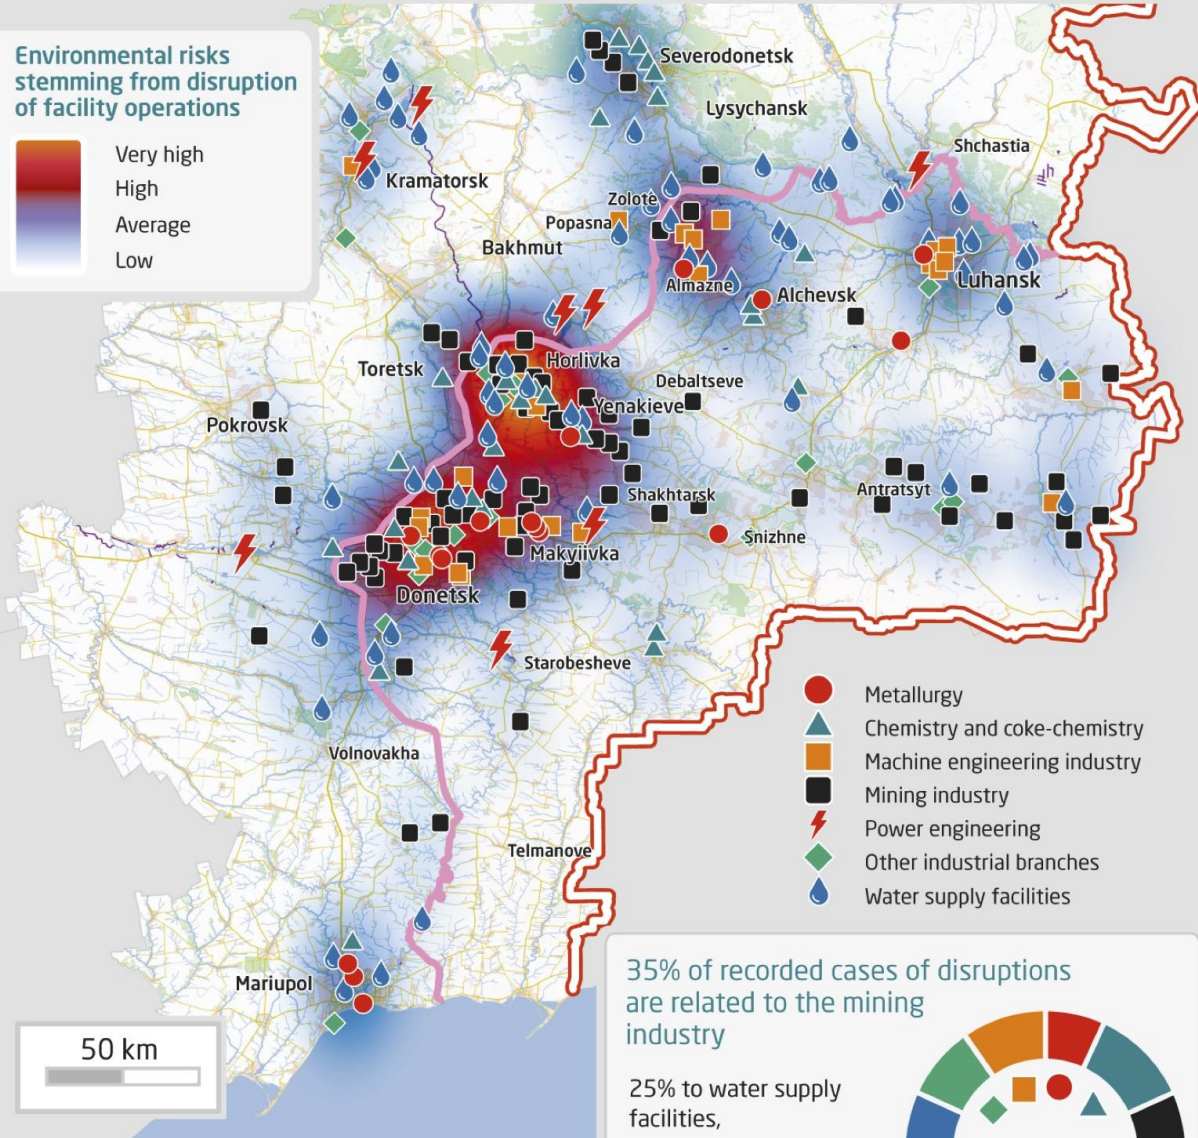 Environmental risks
stemming from disruption
of facility operations
Very high
High
Average
Low
Severodonetsk
Lysychansk
Shchastia
Kramatorsk
Zolote
Popasna
Bakhmut
Almazne
Alchevsk
Luhansk
Toretsk
Horlivka
Debaltseve
Yenakieve
Pokrovsk
Shakhtarsk
Antratsyt
Snizhne
Makyiivka
Donetsk
Starobesheve
Volnovakha
Telmanove
Mariupol
Metallurgy
Chemistry and coke-chemistry
Machine engineering industry
Mining industry
Power engineering
Other industrial branches
Water supply facilities
50 km
35% of recorded cases of disruptions
are related to the mining
industry
25% to water supply
facilities,